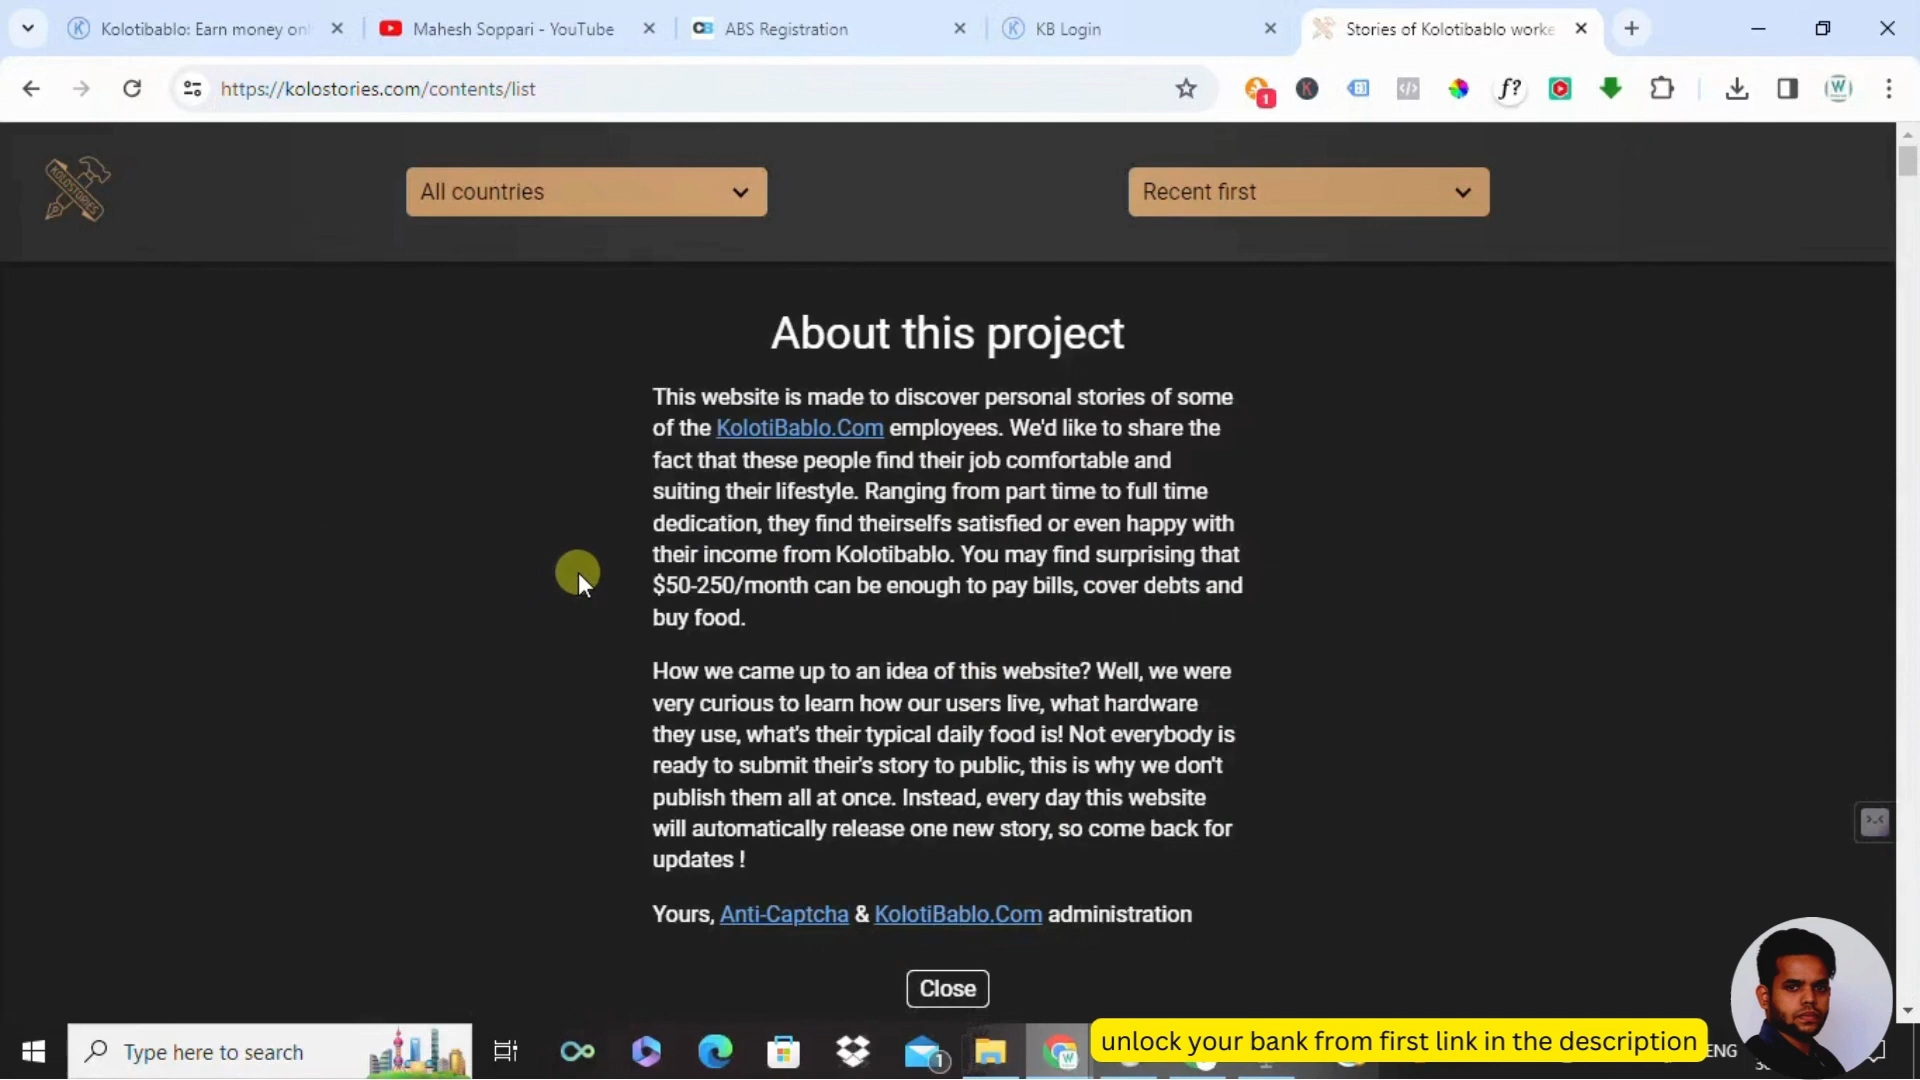 Kolotibablo: Earn money onl
Mahesh Soppari - YouTube
ABS Registration
KB Login
Stories of Kolotibablo worke
https://kolostories.com/contents/list
1
KOLOSTORIES
All countries
Recent first
About this project
This website is made to discover personal stories of some
of the KolotiBablo.Com employees. We'd like to share the
fact that these people find their job comfortable and
suiting their lifestyle. Ranging from part time to full time
dedication, they find theirselfs satisfied or even happy with
their income from Kolotibablo. You may find surprising that
$50-250/month can be enough to pay bills, cover debts and
buy food.
How we came up to an idea of this website? Well, we were
very curious to learn how our users live, what hardware
they use, what's their typical daily food is! Not everybody is
ready to submit their's story to public, this is why we don't
publish them all at once. Instead, every day this website
will automatically release one new story, so come back for
updates !
Yours, Anti-Captcha & KolotiBablo.Com administration
Close
Type here to search
1
unlock your bank from first link in the description
ENG